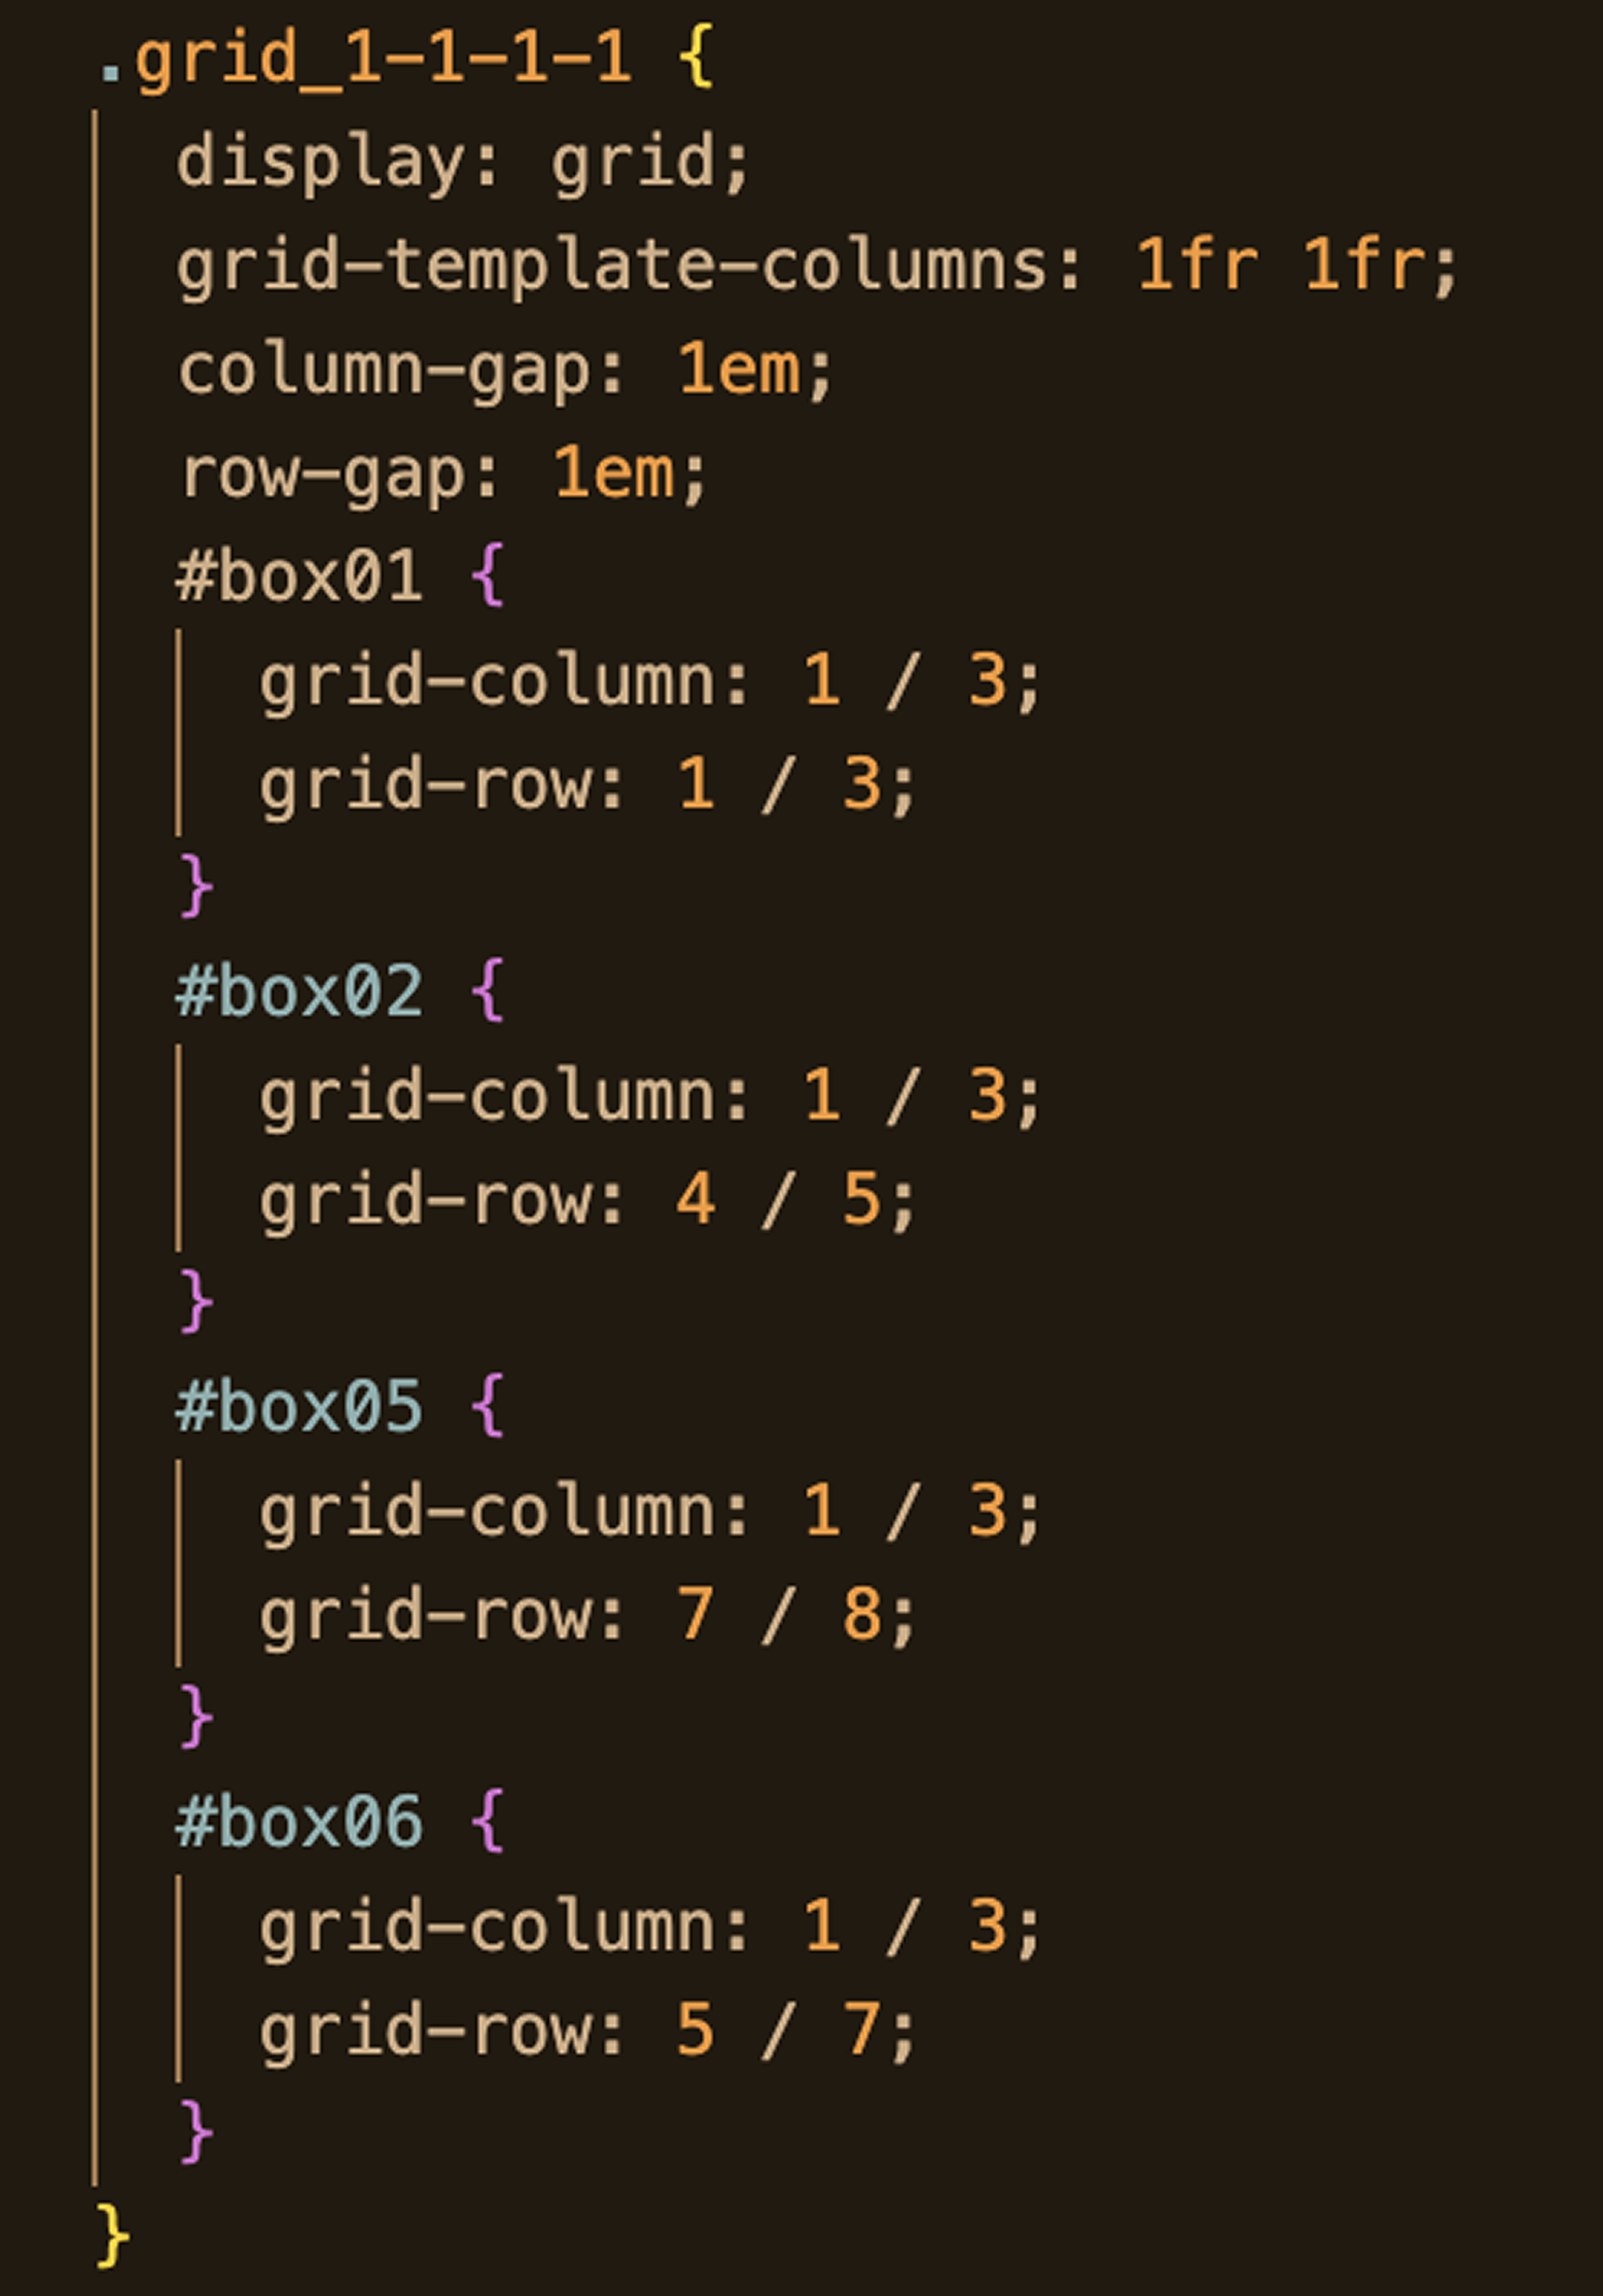 .grid_1-1-1-1 {
display: grid;
grid-template-columns: 1fr 1fr;
column-gap: 1em;
row-gap: 1em;
#box01 {
grid-column: 1 / 3;
grid-row: 1 / 3;
}
#box02 {
grid-column: 1 / 3;
grid-row: 4 / 5;
}
#box05 {
grid-column: 1 / 3;
grid-row: 7 / 8;
}
#box06 {
grid-column: 1 / 3;
grid-row: 5 / 7;
}
}